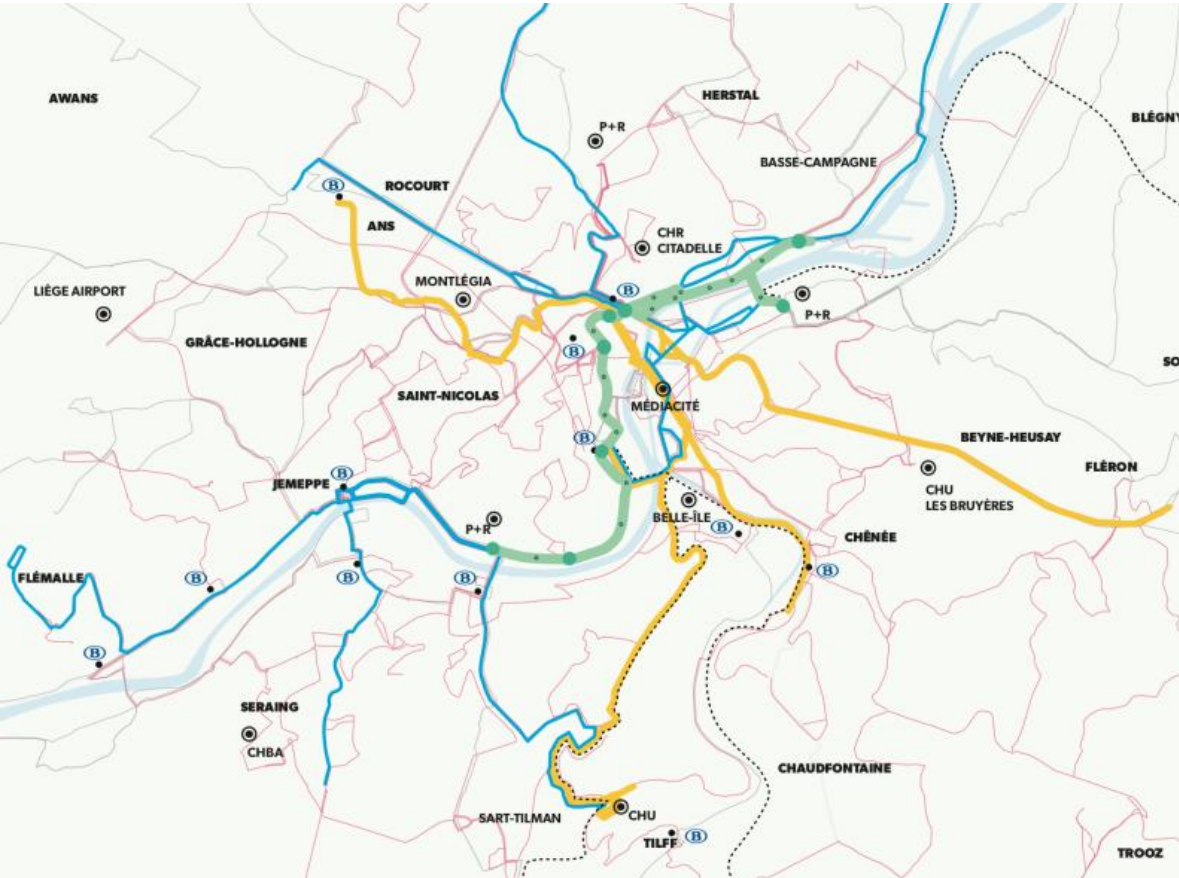 AWANS
HERSTAL
P+R
BLÉGNY
BASSE-CAMPAGNE
B
ROCOURT
ANS
CHR
CITADELLE
MONTLÉGIA
B
LIÈGE AIRPORT
P+R
GRÂCE-HOLLOGNE
B
SO
SAINT-NICOLAS
MÉDIACITÉ
B
BEYNE-HEUSAY
FLÉRON
B
JEMEPPE
CHU
LES BRUYÈRES
P+R
BELLE-ÎLE
B
CHÊNÉE
FLÉMALLE
B
B
B
B
B
SERAING
CHBA
CHAUDFONTAINE
SART-TILMAN
CHU
TILFF
B
TROOZ